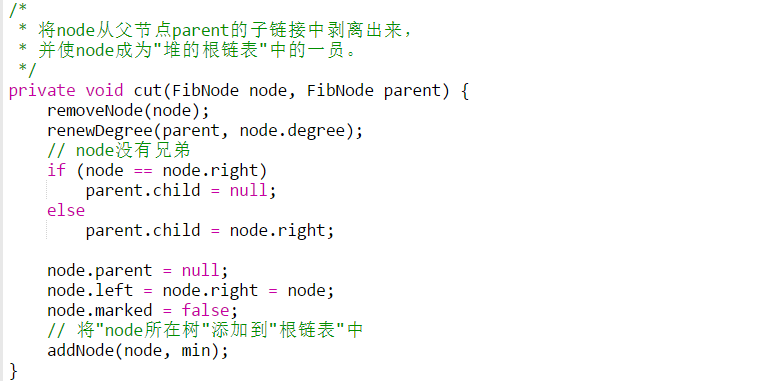 /*
 * 将node从父节点parent的子链接中剥离出来，
 * 并使node成为"堆的根链表"中的一员。
 */
private void cut(FibNode node, FibNode parent) {
    removeNode(node);
    renewDegree(parent, node.degree);
    // node没有兄弟
    if (node == node.right)
        parent.child = null;
    else
        parent.child = node.right;

    node.parent = null;
    node.left = node.right = node;
    node.marked = false;
    // 将"node所在树"添加到"根链表"中
    addNode(node, min);
}